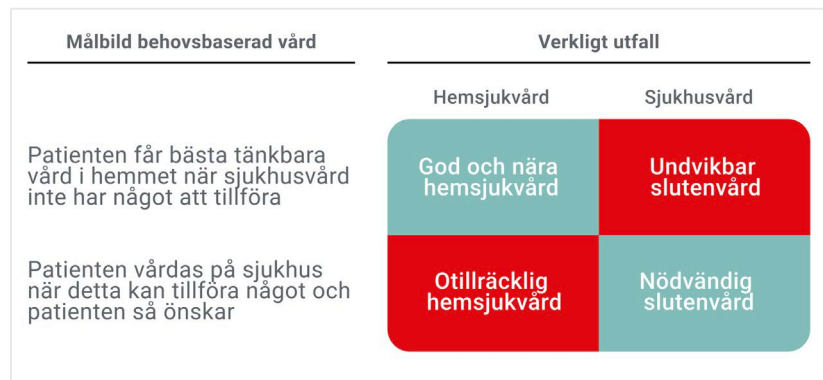 Målbild behovsbaserad vård
Verkligt utfall
Hemsjukvård
Sjukhusvård
Patienten får bästa tänkbara
vård i hemmet när sjukhusvård
inte har något att tillföra
God och nära
hemsjukvård
Undvikbar
slutenvård
Patienten vårdas på sjukhus
när detta kan tillföra något och
patienten så önskar
Otillräcklig
hemsjukvård
Nödvändig
slutenvård